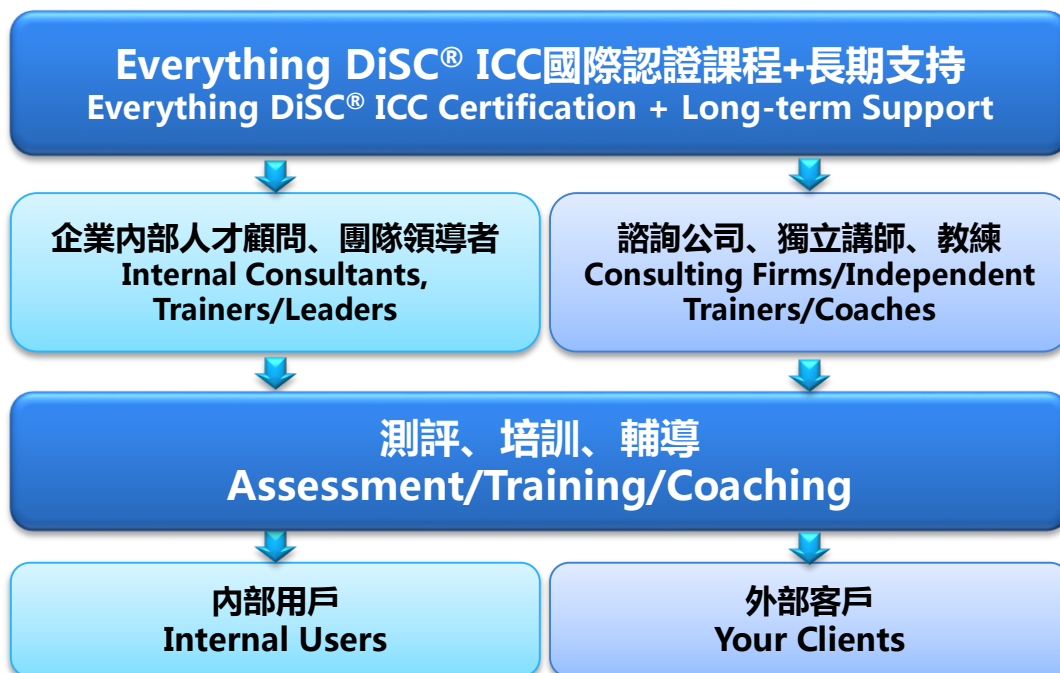 Everything DiSC® ICC國際認證課程+長期支持
Everything DiSC® ICC Certification + Long-term Support
企業內部人才顧問、團隊領導者
Internal Consultants,
Trainers/Leaders
諮詢公司、獨立講師、教練
Consulting Firms/Independent
Trainers/Coaches
測評、培訓、輔導
Assessment/Training/Coaching
內部用戶
Internal Users
外部客戶
Your Clients